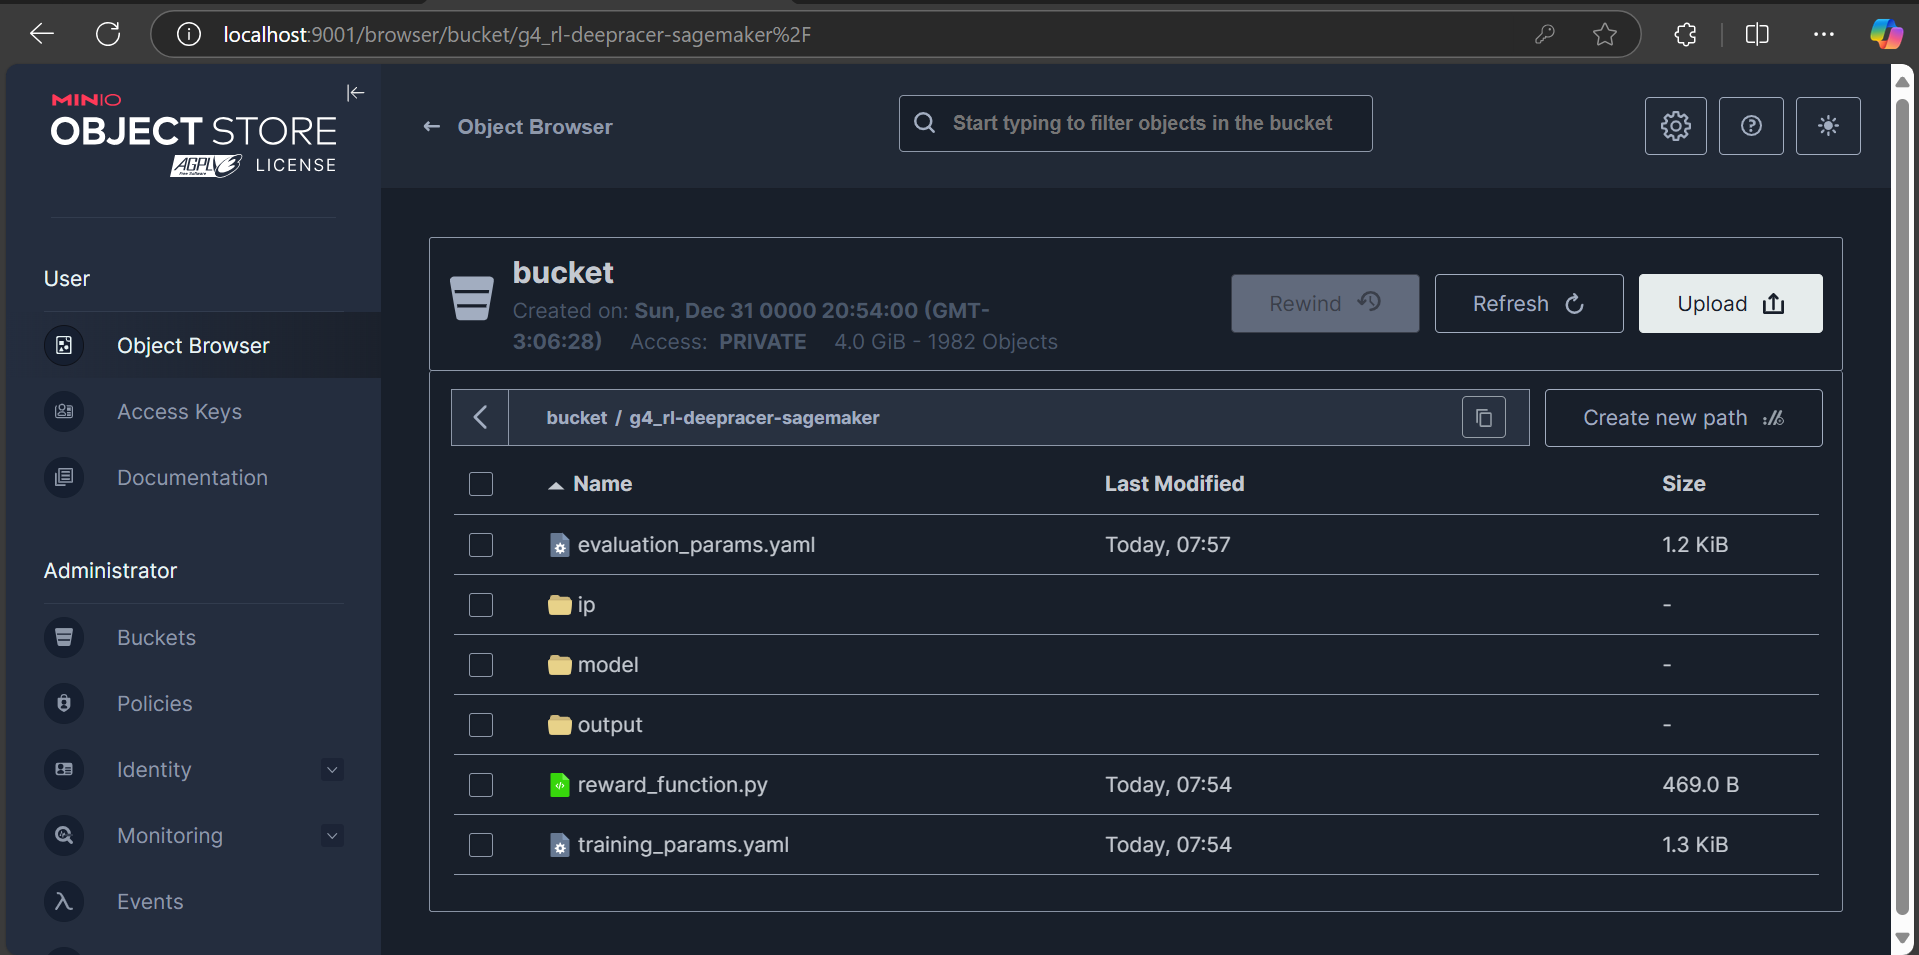 localhost:9001/browser/bucket/g4_rl-deepracer-sagemaker%2F
MINIO
OBJECT STORE
AGPL v3 LICENSE
Free Software
Object Browser
Start typing to filter objects in the bucket
User
Object Browser
Access Keys
Documentation
Administrator
Buckets
Policies
Identity
Monitoring
Events
bucket
Created on: Sun, Dec 31 0000 20:54:00 (GMT-
3:06:28) Access: PRIVATE 4.0 GiB - 1982 Objects
Rewind
Refresh
Upload
bucket / g4_rl-deepracer-sagemaker
Create new path
Name Last Modified Size
evaluation_params.yaml Today, 07:57 1.2 KiB
ip -
model -
output -
reward_function.py Today, 07:54 469.0 B
training_params.yaml Today, 07:54 1.3 KiB